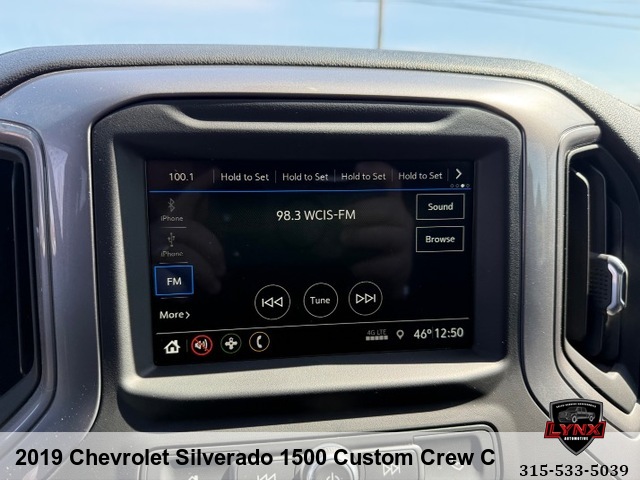 100.1 Hold to Set Hold to Set Hold to Set Hold to Set >
iPhone
98.3 WCIS-FM
Sound
iPhone
Browse
FM
Tune
More>
4G LTE
46° 12:50
LYNX
AUTOMOTIVE
2019 Chevrolet Silverado 1500 Custom Crew C
315-533-5039